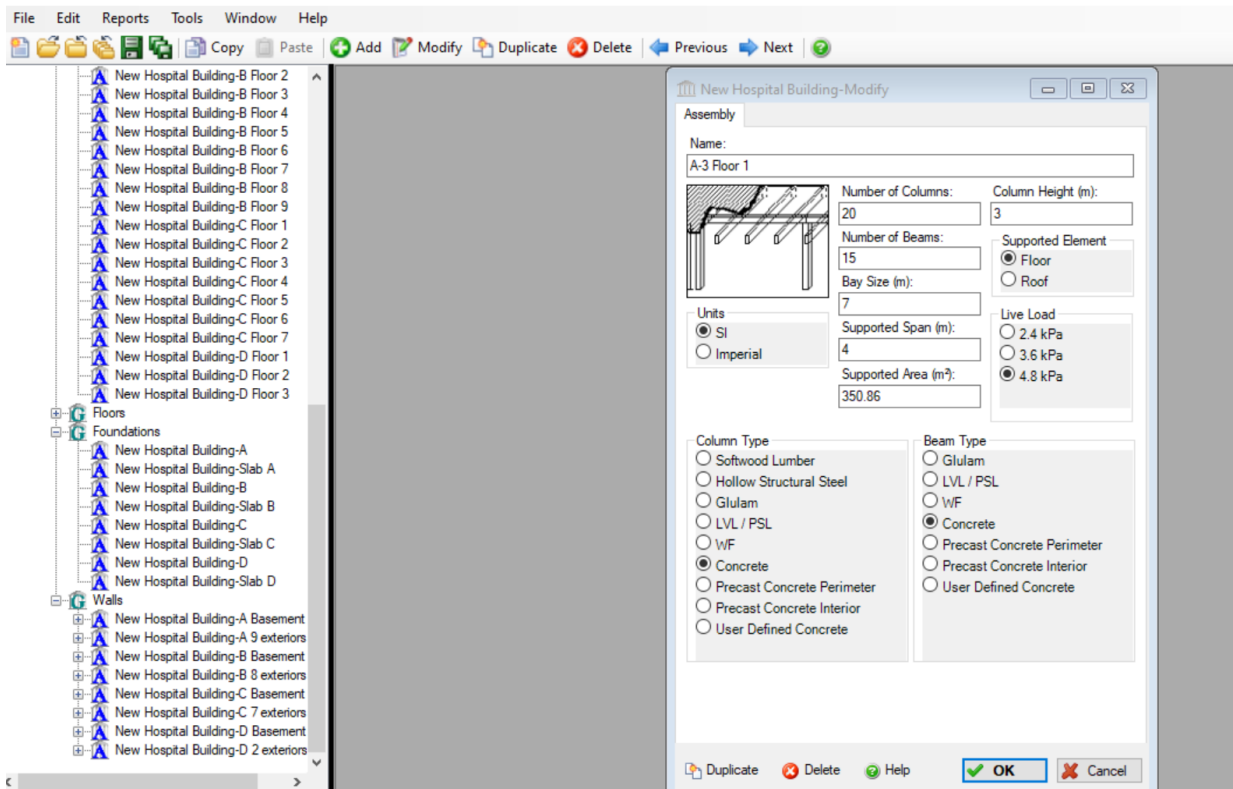 File Edit Reports Tools Window Help
Copy Paste Add Modify Duplicate Delete Previous Next
New Hospital Building-B Floor 2
New Hospital Building-B Floor 3
New Hospital Building-B Floor 4
New Hospital Building-B Floor 5
New Hospital Building-B Floor 6
New Hospital Building-B Floor 7
New Hospital Building-B Floor 8
New Hospital Building-B Floor 9
New Hospital Building-C Floor 1
New Hospital Building-C Floor 2
New Hospital Building-C Floor 3
New Hospital Building-C Floor 4
New Hospital Building-C Floor 5
New Hospital Building-C Floor 6
New Hospital Building-C Floor 7
New Hospital Building-D Floor 1
New Hospital Building-D Floor 2
New Hospital Building-D Floor 3
G Floors
G Foundations
New Hospital Building-A
New Hospital Building-Slab A
New Hospital Building-B
New Hospital Building-Slab B
New Hospital Building-C
New Hospital Building-Slab C
New Hospital Building-D
New Hospital Building-Slab D
G Walls
New Hospital Building-A Basement
New Hospital Building-A 9 exteriors
New Hospital Building-B Basement
New Hospital Building-B 8 exteriors
New Hospital Building-C Basement
New Hospital Building-C 7 exteriors
New Hospital Building-D Basement
New Hospital Building-D 2 exteriors
New Hospital Building-Modify
Assembly
Name:
A-3 Floor 1
Number of Columns:
20
Column Height (m):
3
Number of Beams:
15
Supported Element
Floor
Roof
Bay Size (m):
7
Units
SI
Imperial
Supported Span (m):
4
Supported Area (m²):
350.86
Live Load
2.4 kPa
3.6 kPa
4.8 kPa
Column Type
Softwood Lumber
Hollow Structural Steel
Glulam
LVL / PSL
WF
Concrete
Precast Concrete Perimeter
Precast Concrete Interior
User Defined Concrete
Beam Type
Glulam
LVL / PSL
WF
Concrete
Precast Concrete Perimeter
Precast Concrete Interior
User Defined Concrete
Duplicate Delete Help OK Cancel